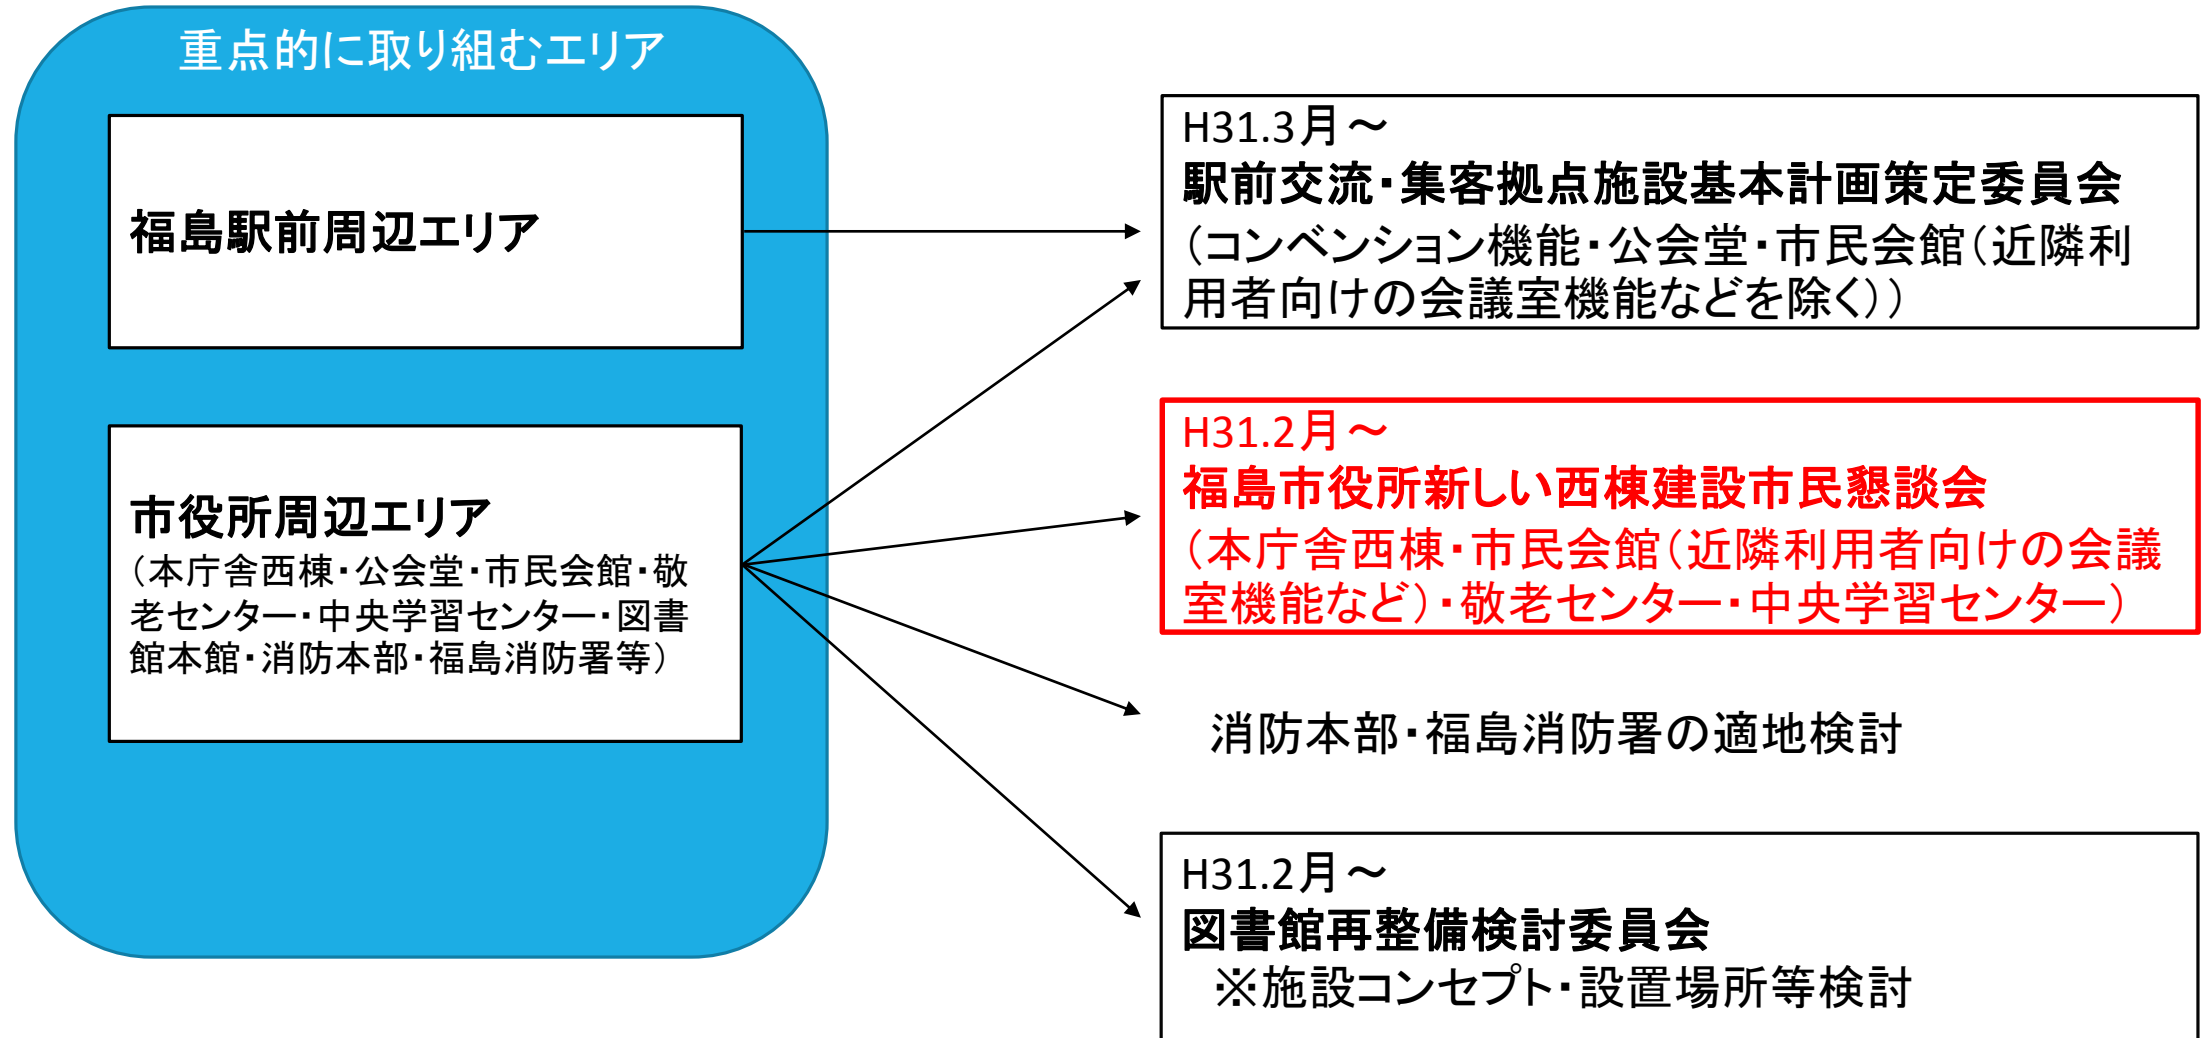 重点的に取り組むエリア
福島駅前周辺エリア
市役所周辺エリア
（本庁舎西棟・公会堂・市民会館・敬
老センター・中央学習センター・図書
館本館・消防本部・福島消防署等）
H31.3月～
駅前交流・集客拠点施設基本計画策定委員会
（コンベンション機能・公会堂・市民会館（近隣利
用者向けの会議室機能などを除く））
H31.2月～
福島市役所新しい西棟建設市民懇談会
（本庁舎西棟・市民会館（近隣利用者向けの会議
室機能など）・敬老センター・中央学習センター）
消防本部・福島消防署の適地検討
H31.2月～
図書館再整備検討委員会
※施設コンセプト・設置場所等検討